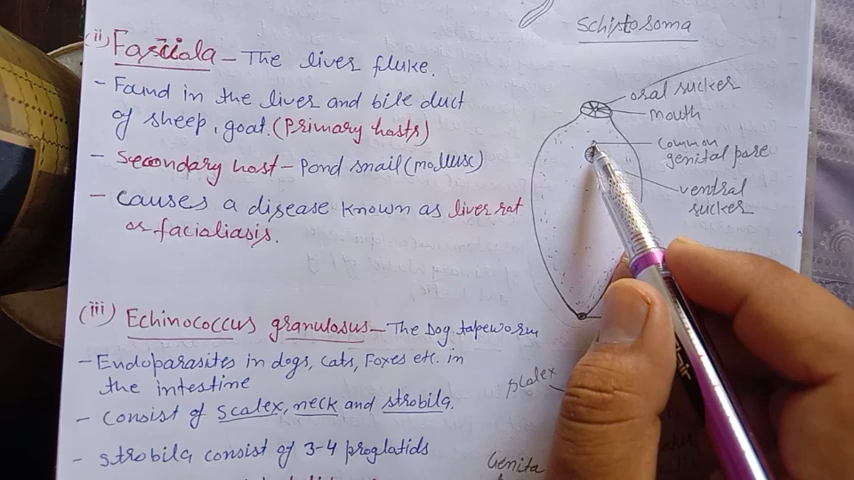 Schistosoma
(ii) Fasciola - The liver fluke.
- Found in the liver and bile duct
of sheep, goat. (Primary hosts)
- Secondary host - Pond snail (mollusc)
- Causes a disease known as liver rot
or facialiasis.
oral sucker
mouth
common
genital pore
ventral
sucker
(iii) Echinococcus granulosus - The Dog tapeworm
- Endoparasites in dogs, cats, Foxes etc. in
the intestine
- consist of Scalex, neck and strobila.
- strobila consist of 3-4 proglatids
scalex
Genita